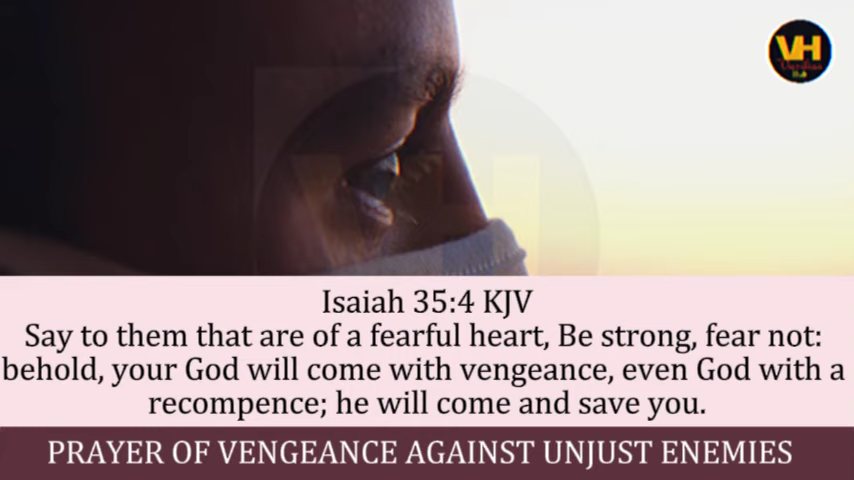 VH
Isaiah 35:4 KJV
Say to them that are of a fearful heart, Be strong, fear not:
behold, your God will come with vengeance, even God with a
recompence; he will come and save you.
PRAYER OF VENGEANCE AGAINST UNJUST ENEMIES